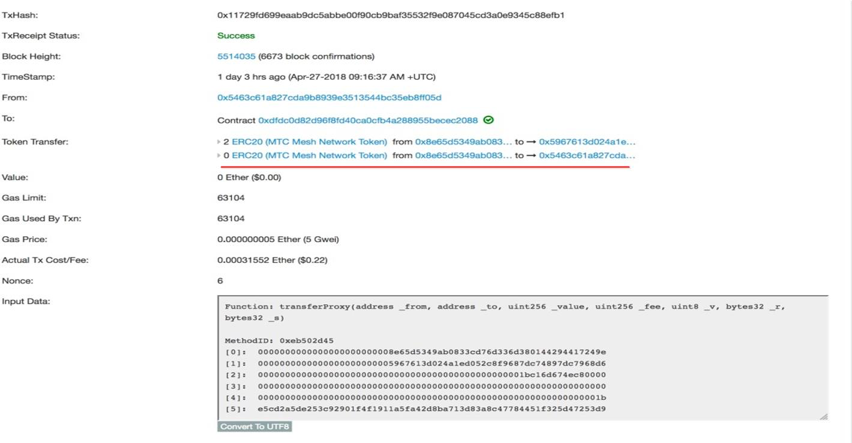 TxHash: 0x11729fd699eaab9dc5abbe00f90cb9baf35532f9e087045cd3a0e9345c88efb1
TxReceipt Status: Success
Block Height: 5514035 (6673 block confirmations)
TimeStamp: 1 day 3 hrs ago (Apr-27-2018 09:16:37 AM +UTC)
From: 0x5463c61a827cda9b8939e3513544bc35eb8ff05d
To: Contract 0xdfdc0d82d96f8fd40ca0cfb4a288955becec2088
Token Transfer: 2 ERC20 (MTC Mesh Network Token) from 0x8e65d5349ab083... to → 0x5967613d024a1e...
0 ERC20 (MTC Mesh Network Token) from 0x8e65d5349ab083... to → 0x5463c61a827cda...
Value: 0 Ether ($0.00)
Gas Limit: 63104
Gas Used By Txn: 63104
Gas Price: 0.000000005 Ether (5 Gwei)
Actual Tx Cost/Fee: 0.00031552 Ether ($0.22)
Nonce: 6
Input Data: Function: transferProxy(address _from, address _to, uint256 _value, uint256 _fee, uint8 _v, bytes32 _r,
bytes32 _s)
MethodID: 0xeb502d45
[0]: 0000000000000000000000008e65d5349ab0833cd76d336d380144294417249e
[1]: 0000000000000000000000005967613d024a1ed052c8f9687dc74897dc7968d6
[2]: 0000000000000000000000000000000000000000000000001bc16d674ec80000
[3]: 0000000000000000000000000000000000000000000000000000000000000000
[4]: 000000000000000000000000000000000000000000000000000000000000001b
[5]: e5cd2a5de253c92901f4f1911a5fa42d8ba713d83a8c47784451f325d47253d9
Convert To UTF8